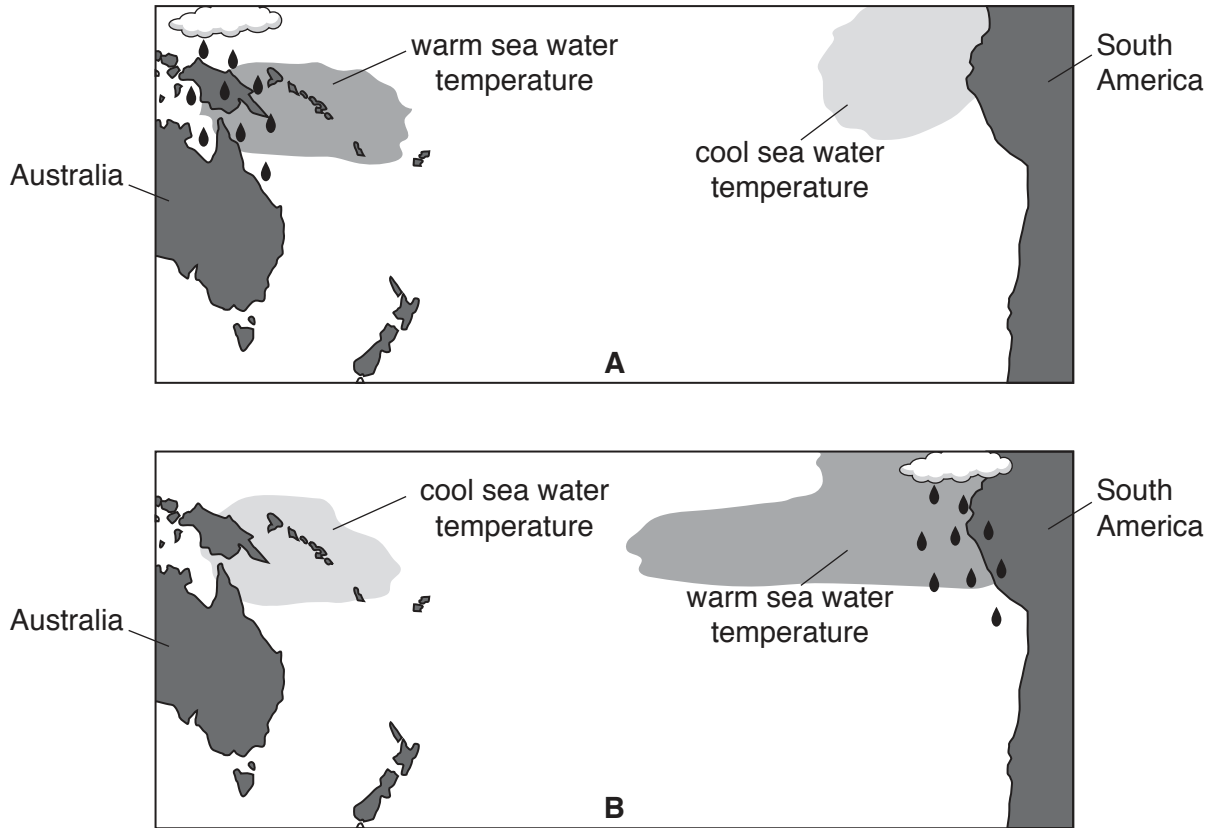 warm sea water
temperature
South
America
cool sea water
temperature
Australia
A
cool sea water
temperature
South
America
warm sea water
temperature
Australia
B